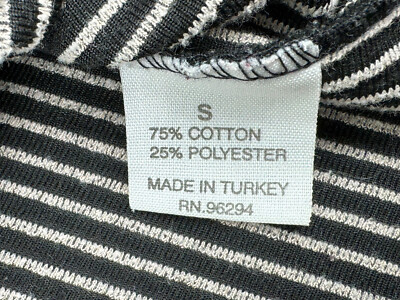 S
75% COTTON
25% POLYESTER
MADE IN TURKEY
RN.96294